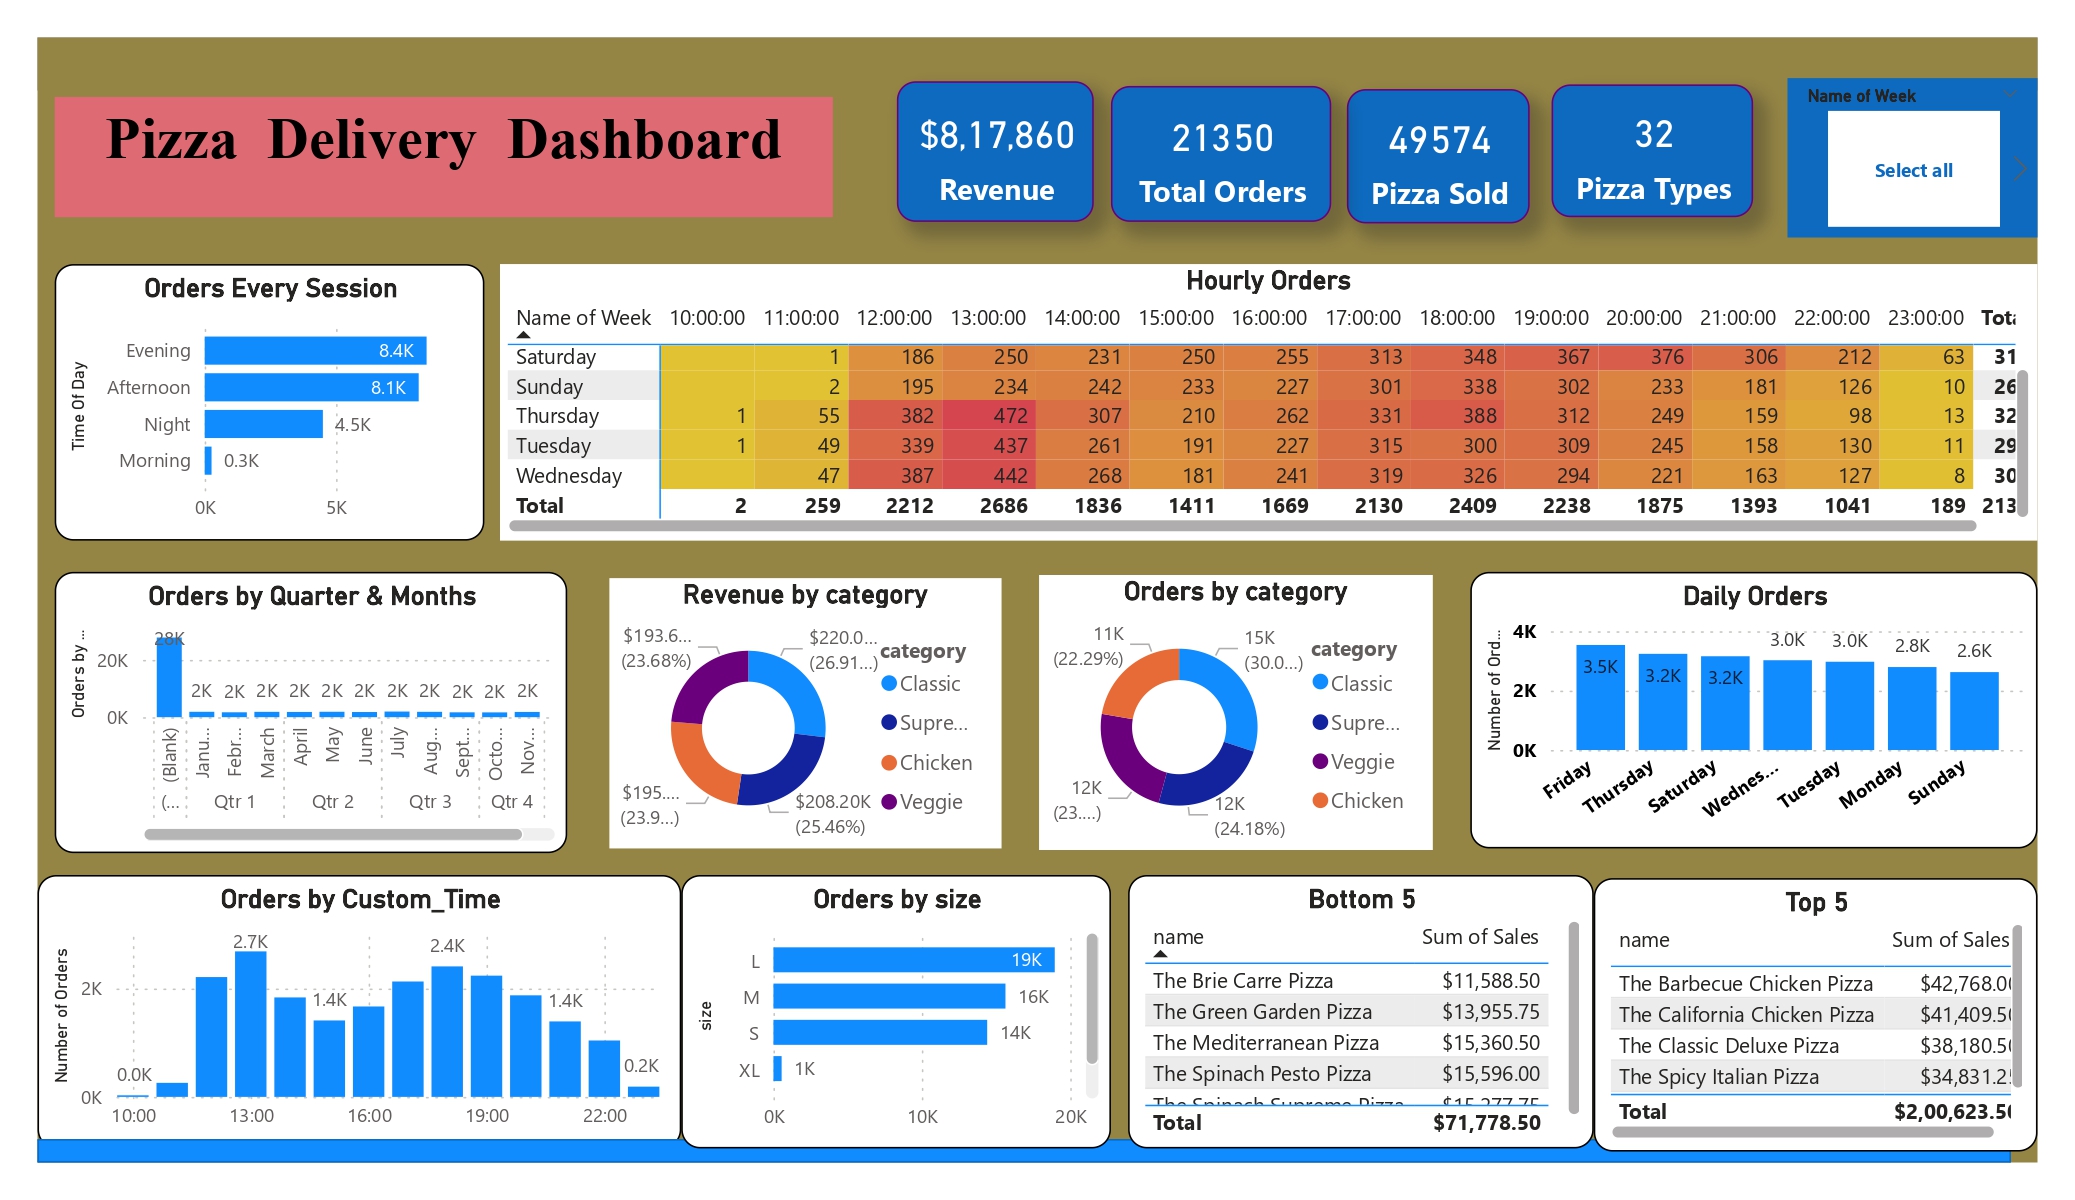 Pizza Delivery Dashboard
$8,17,860
Revenue
21350
Total Orders
49574
Pizza Sold
32
Pizza Types
Name of Week
Select all
Orders Every Session
Time Of Day
Evening 8.4K
Afternoon 8.1K
Night 4.5K
Morning 0.3K
0K 5K
Hourly Orders
Name of Week 10:00:00 11:00:00 12:00:00 13:00:00 14:00:00 15:00:00 16:00:00 17:00:00 18:00:00 19:00:00 20:00:00 21:00:00 22:00:00 23:00:00 Tota
Saturday 1 186 250 231 250 255 313 348 367 376 306 212 63 31
Sunday 2 195 234 242 233 227 301 338 302 233 181 126 10 26
Thursday 1 55 382 472 307 210 262 331 388 312 249 159 98 13 32
Tuesday 1 49 339 437 261 191 227 315 300 309 245 158 130 11 29
Wednesday 47 387 442 268 181 241 319 326 294 221 163 127 8 30
Total 2 259 2212 2686 1836 1411 1669 2130 2409 2238 1875 1393 1041 189 213
Orders by Quarter & Months
Orders by ...
28K
20K
2K 2K 2K 2K 2K 2K 2K 2K 2K 2K 2K
0K
(Blank) Janu... Febr... March April May June July Aug... Sept... Octo... Nov...
(... Qtr 1 Qtr 2 Qtr 3 Qtr 4
Revenue by category
$193.6...
(23.68%)
$220.0...
(26.91...)
$195....
(23.9...)
$208.20K
(25.46%)
category
Classic
Supre...
Chicken
Veggie
Orders by category
11K
(22.29%)
15K
(30.0...)
12K
(23....)
12K
(24.18%)
category
Classic
Supre...
Veggie
Chicken
Daily Orders
Number of Ord...
4K
2K
0K
3.5K 3.2K 3.2K 3.0K 3.0K 2.8K 2.6K
Friday Thursday Saturday Wednes... Tuesday Monday Sunday
Orders by Custom_Time
Number of Orders
2K
0K
0.0K 2.7K 1.4K 2.4K 1.4K 0.2K
10:00 13:00 16:00 19:00 22:00
Orders by size
size
L 19K
M 16K
S 14K
XL 1K
0K 10K 20K
Bottom 5
name Sum of Sales
The Brie Carre Pizza $11,588.50
The Green Garden Pizza $13,955.75
The Mediterranean Pizza $15,360.50
The Spinach Pesto Pizza $15,596.00
The Spinach Supreme Pizza $15,277.75
Total $71,778.50
Top 5
name Sum of Sales
The Barbecue Chicken Pizza $42,768.00
The California Chicken Pizza $41,409.50
The Classic Deluxe Pizza $38,180.50
The Spicy Italian Pizza $34,831.25
Total $2,00,623.50